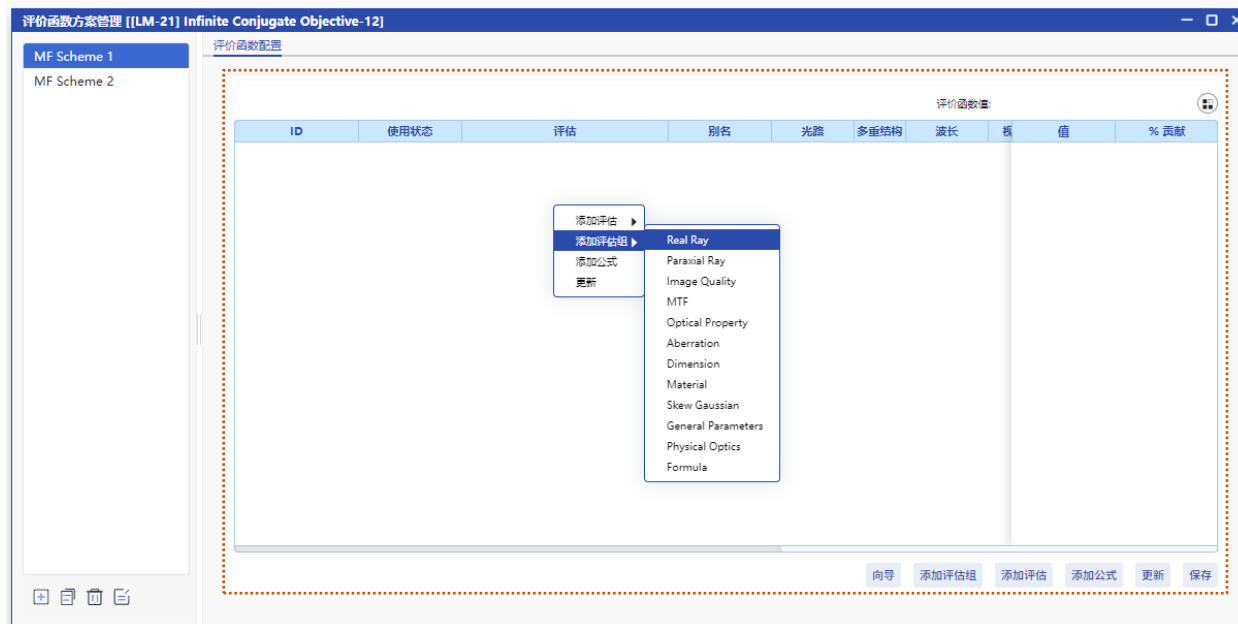 评价函数方案管理 [[LM-21] Infinite Conjugate Objective-12]
MF Scheme 1
MF Scheme 2
评价函数配置
评价函数值:
ID 使用状态 评估 别名 光路 多重结构 波长 视 值 % 贡献
添加评估
添加评估组
添加公式
更新
Real Ray
Paraxial Ray
Image Quality
MTF
Optical Property
Aberration
Dimension
Material
Skew Gaussian
General Parameters
Physical Optics
Formula
向导 添加评估组 添加评估 添加公式 更新 保存